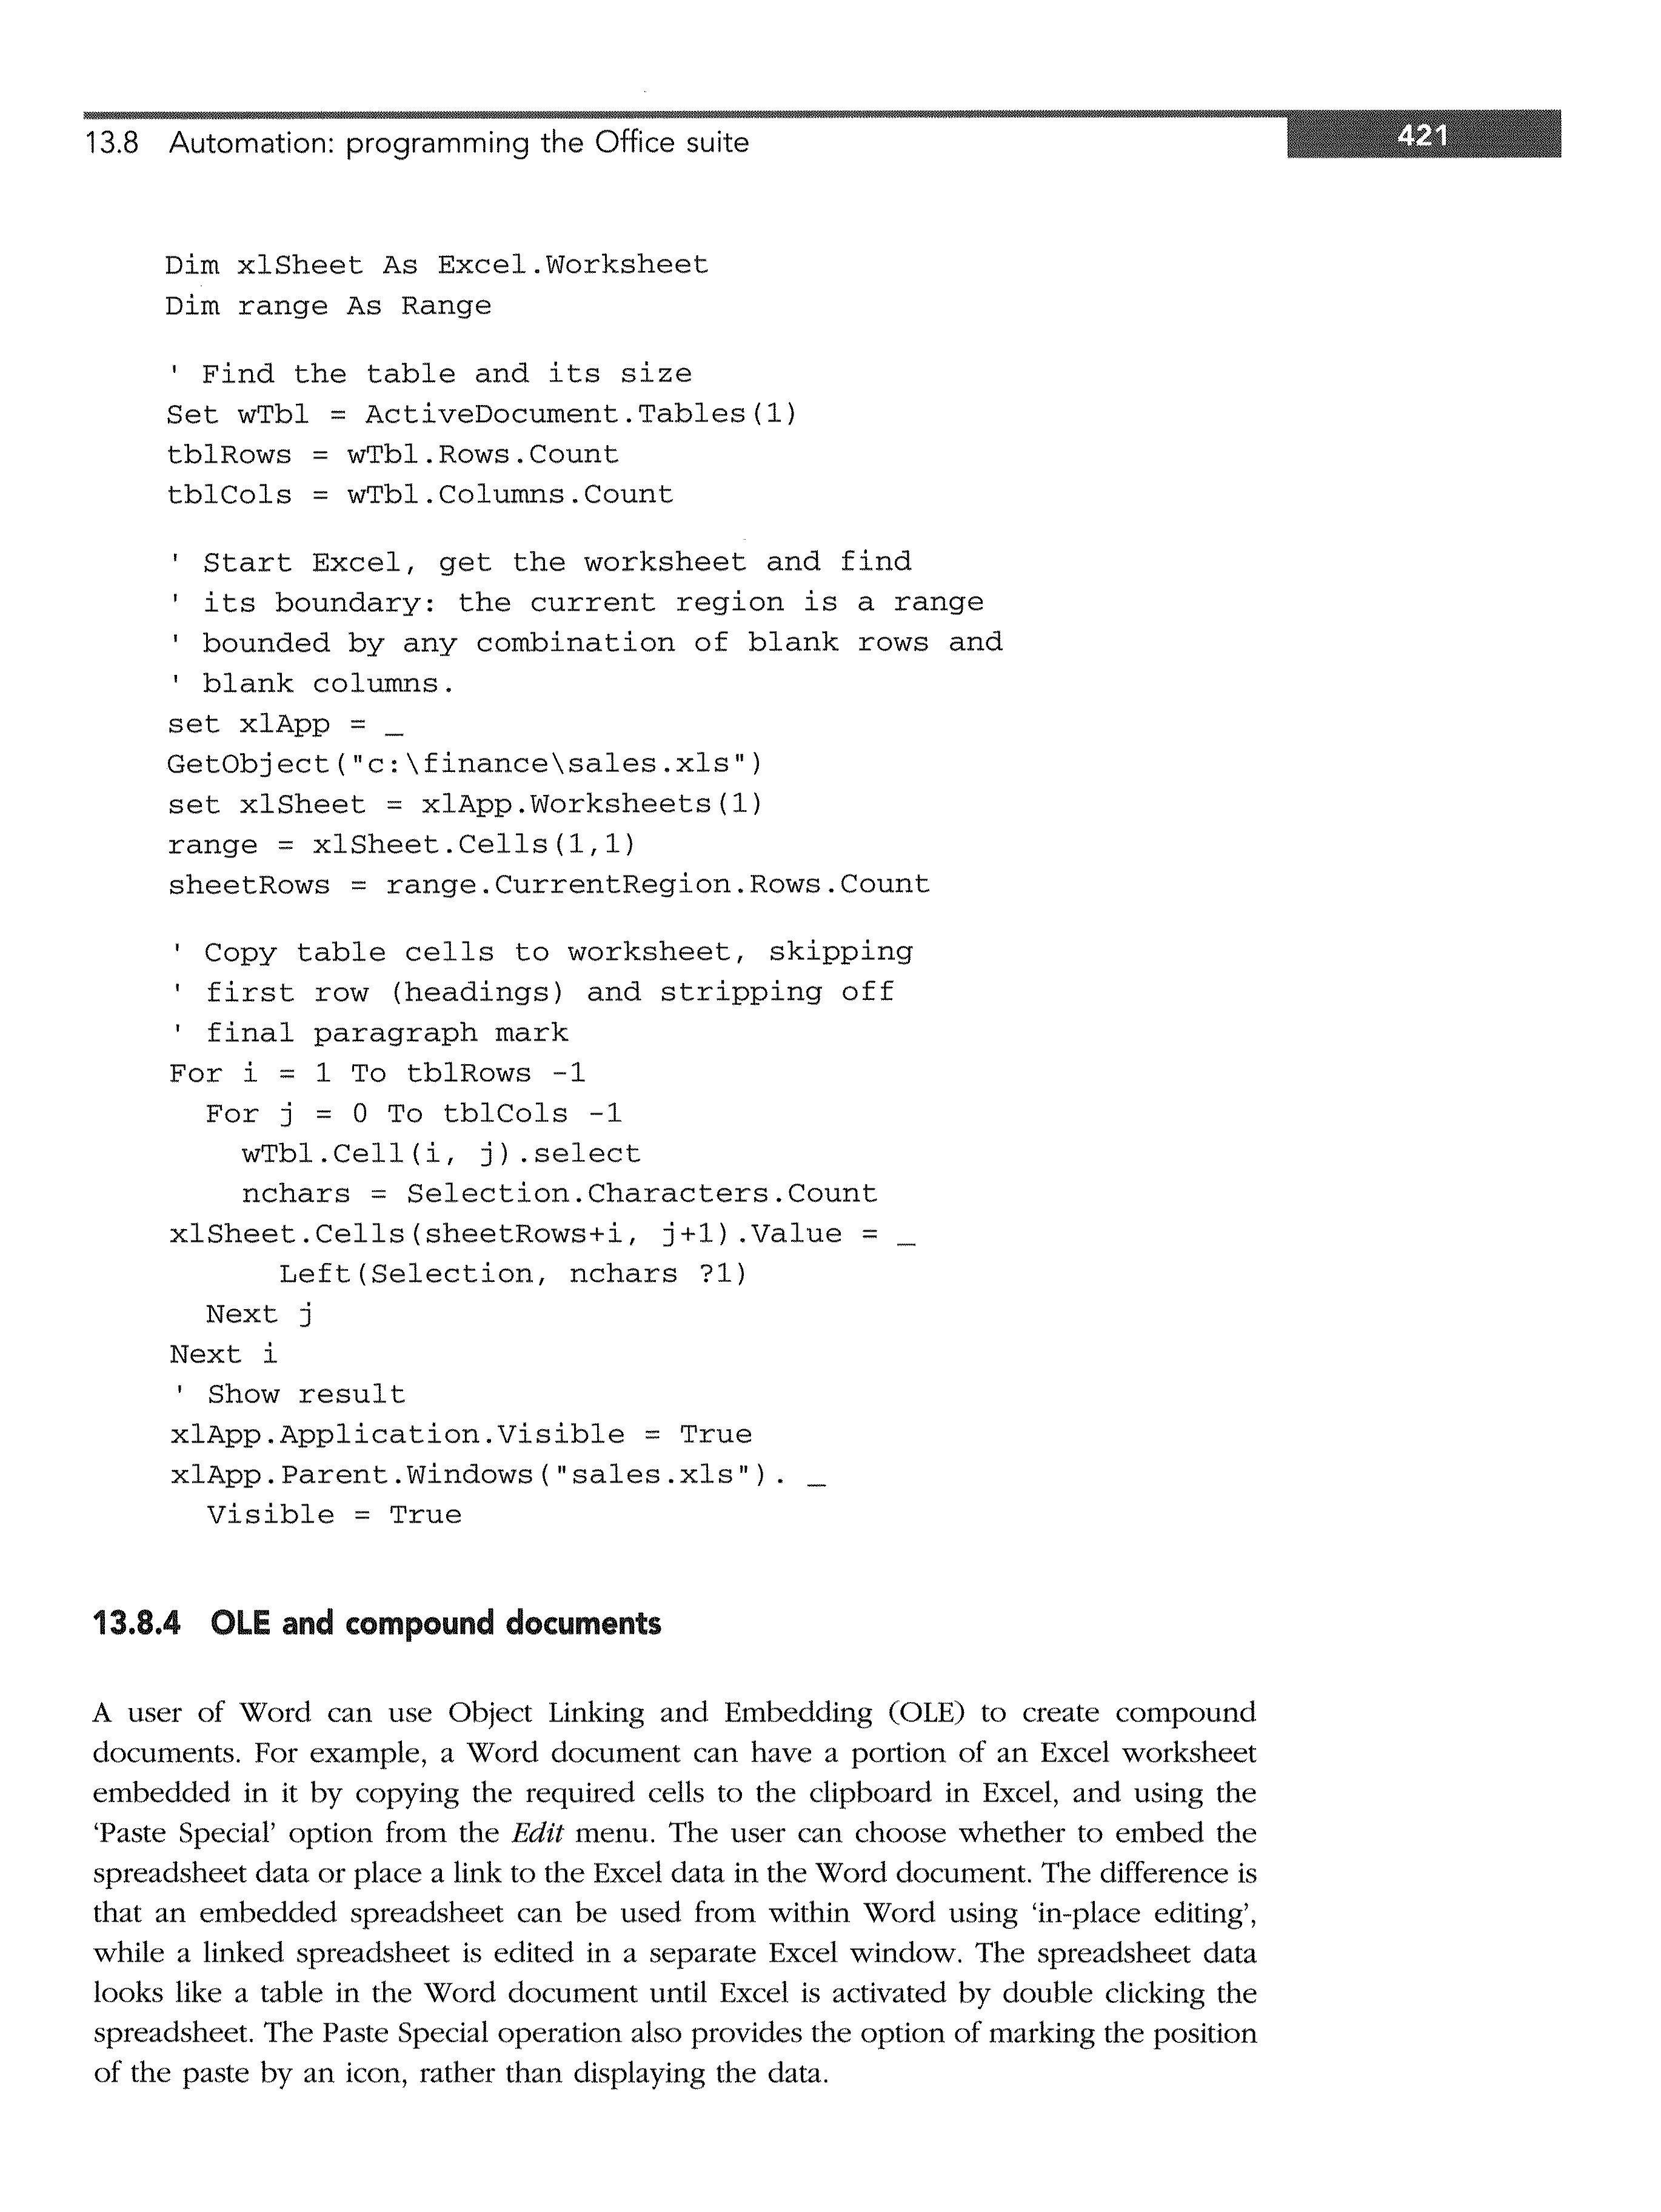 13.8 Automation: programming the Office suite
421
Dim xlSheet As Excel.Worksheet
Dim range As Range
' Find the table and its size
Set wTbl = ActiveDocument.Tables(1)
tblRows = wTbl.Rows.Count
tblCols = wTbl.Columns.Count
' Start Excel, get the worksheet and find
' its boundary: the current region is a range
' bounded by any combination of blank rows and
' blank columns.
set xlApp = _
GetObject("c:\finance\sales.xls")
set xlSheet = xlApp.Worksheets(1)
range = xlSheet.Cells(1,1)
sheetRows = range.CurrentRegion.Rows.Count
' Copy table cells to worksheet, skipping
' first row (headings) and stripping off
' final paragraph mark
For i = 1 To tblRows -1
For j = 0 To tblCols -1
wTbl.Cell(i, j).select
nchars = Selection.Characters.Count
xlSheet.Cells(sheetRows+i, j+1).Value = _
Left(Selection, nchars ?1)
Next j
Next i
' Show result
xlApp.Application.Visible = True
xlApp.Parent.Windows("sales.xls"). _
Visible = True
13.8.4 OLE and compound documents
A user of Word can use Object Linking and Embedding (OLE) to create compound
documents. For example, a Word document can have a portion of an Excel worksheet
embedded in it by copying the required cells to the clipboard in Excel, and using the
'Paste Special' option from the Edit menu. The user can choose whether to embed the
spreadsheet data or place a link to the Excel data in the Word document. The difference is
that an embedded spreadsheet can be used from within Word using 'in-place editing',
while a linked spreadsheet is edited in a separate Excel window. The spreadsheet data
looks like a table in the Word document until Excel is activated by double clicking the
spreadsheet. The Paste Special operation also provides the option of marking the position
of the paste by an icon, rather than displaying the data.